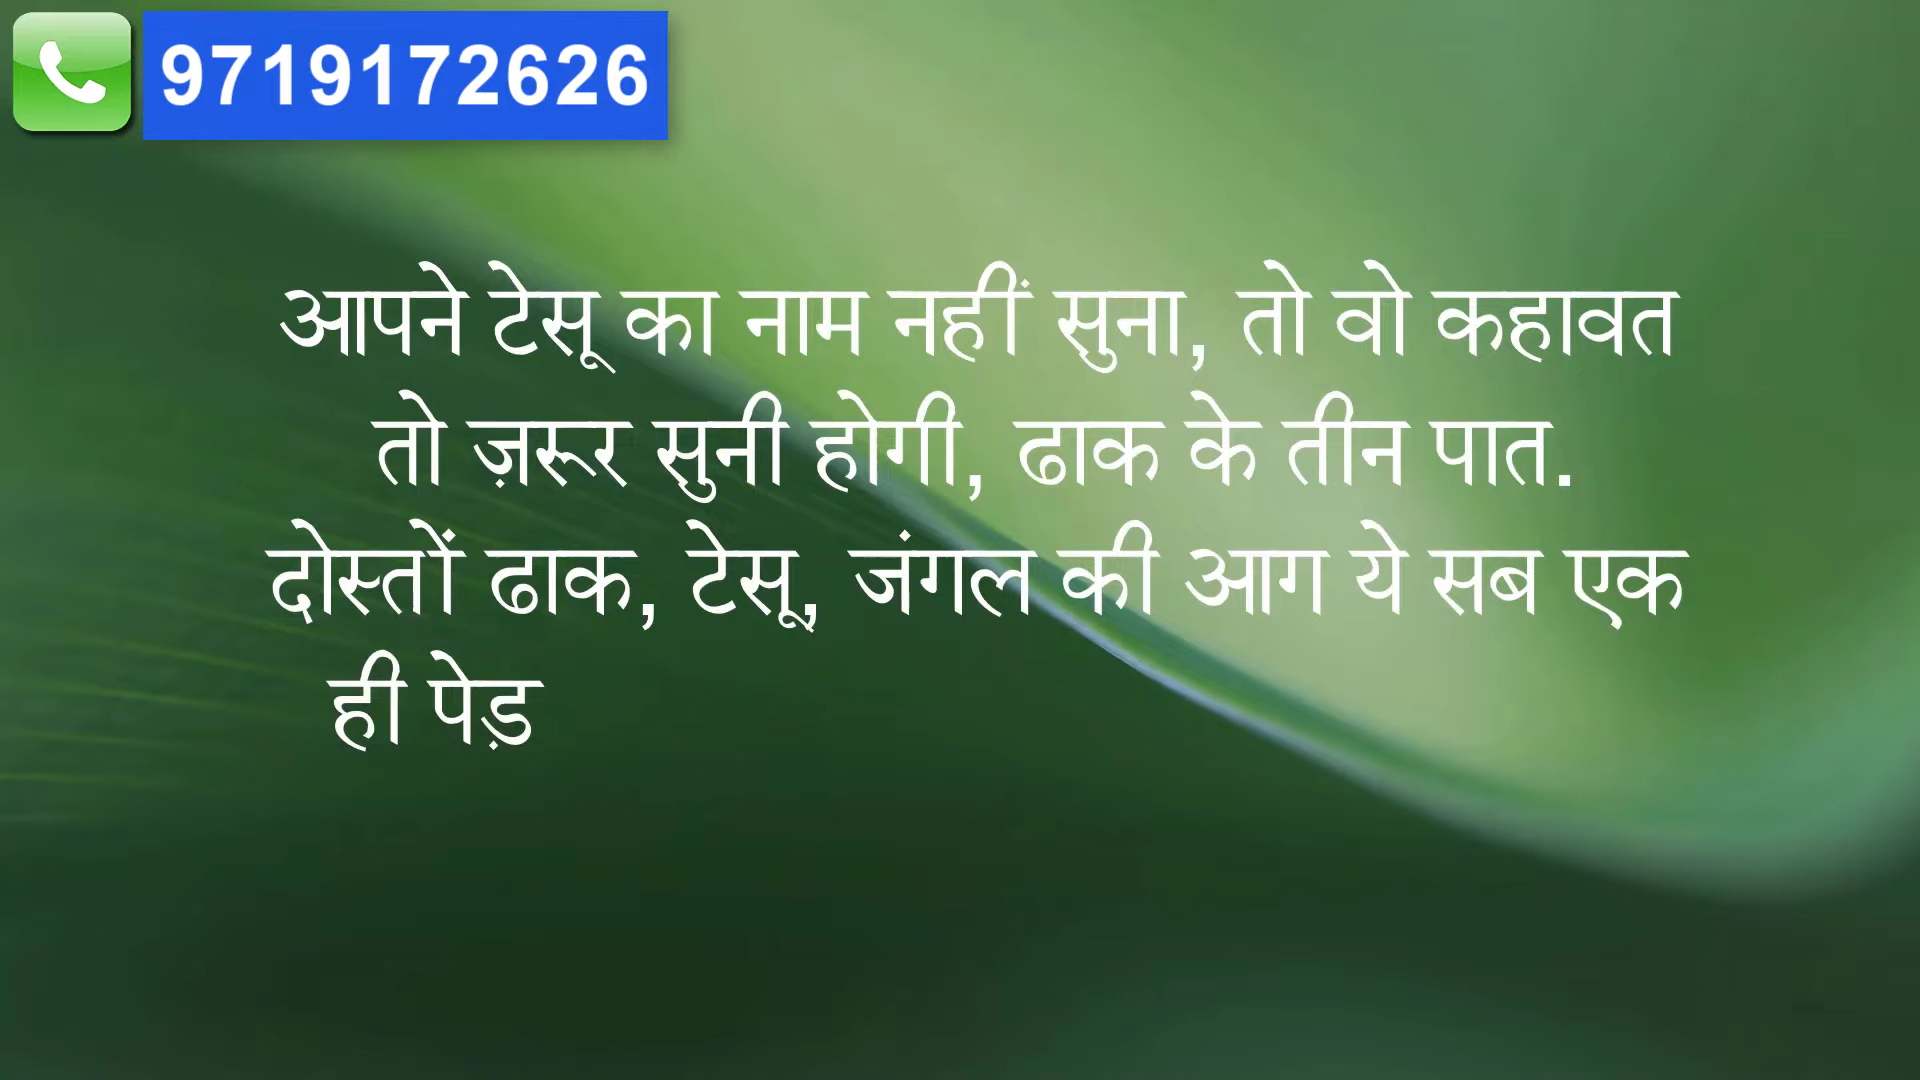 9719172626
आपने टेसू का नाम नहीं सुना, तो वो कहावत
तो ज़रूर सुनी होगी, ढाक के तीन पात.
दोस्तों ढाक, टेसू, जंगल की आग ये सब एक
ही पेड़